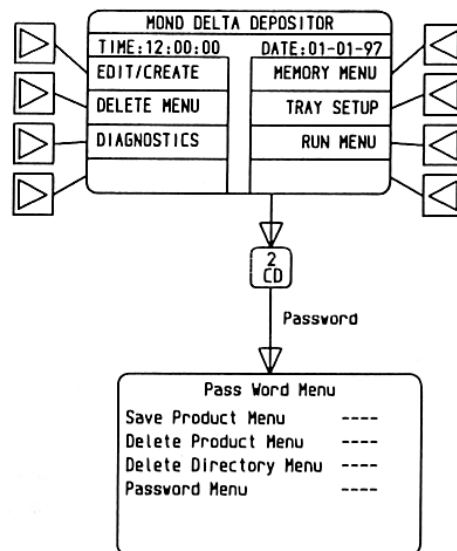 MOND DELTA DEPOSITOR
TIME:12:00:00 DATE:01-01-97
EDIT/CREATE MEMORY MENU
DELETE MENU TRAY SETUP
DIAGNOSTICS RUN MENU
2
CD
Password
Pass Word Menu
Save Product Menu ----
Delete Product Menu ----
Delete Directory Menu ----
Password Menu ----